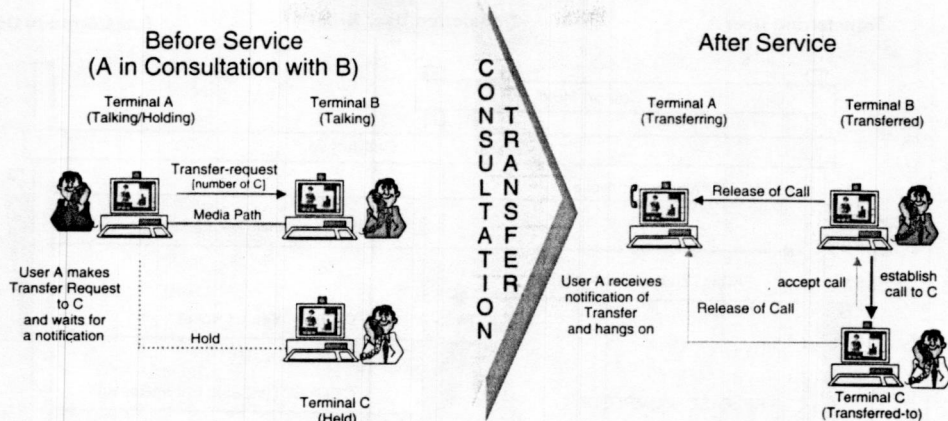 Before Service
(A in Consultation with B)
Terminal A
(Talking/Holding)
Terminal B
(Talking)
Transfer-request
[number of C]
Media Path
User A makes
Transfer Request
to C
and waits for
a notification
Hold
Terminal C
(Held)
CONSULTATION
TRANSFER
After Service
Terminal A
(Transferring)
Terminal B
(Transferred)
Release of Call
User A receives
notification of
Transfer
and hangs on
accept call
establish
call to C
Release of Call
Terminal C
(Transferred-to)